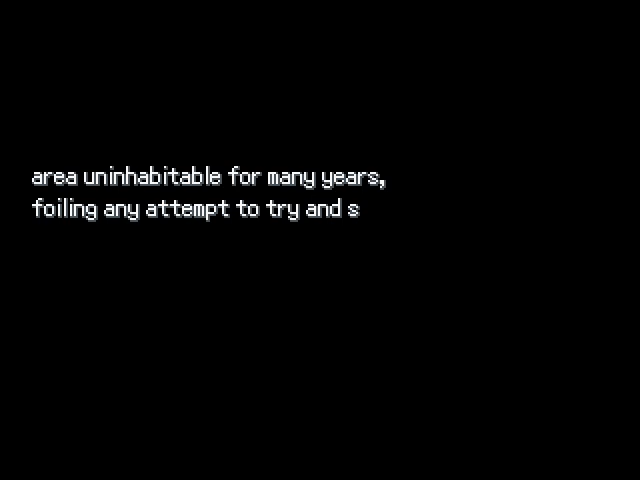 area uninhabitable for many years,
foiling any attempt to try and s